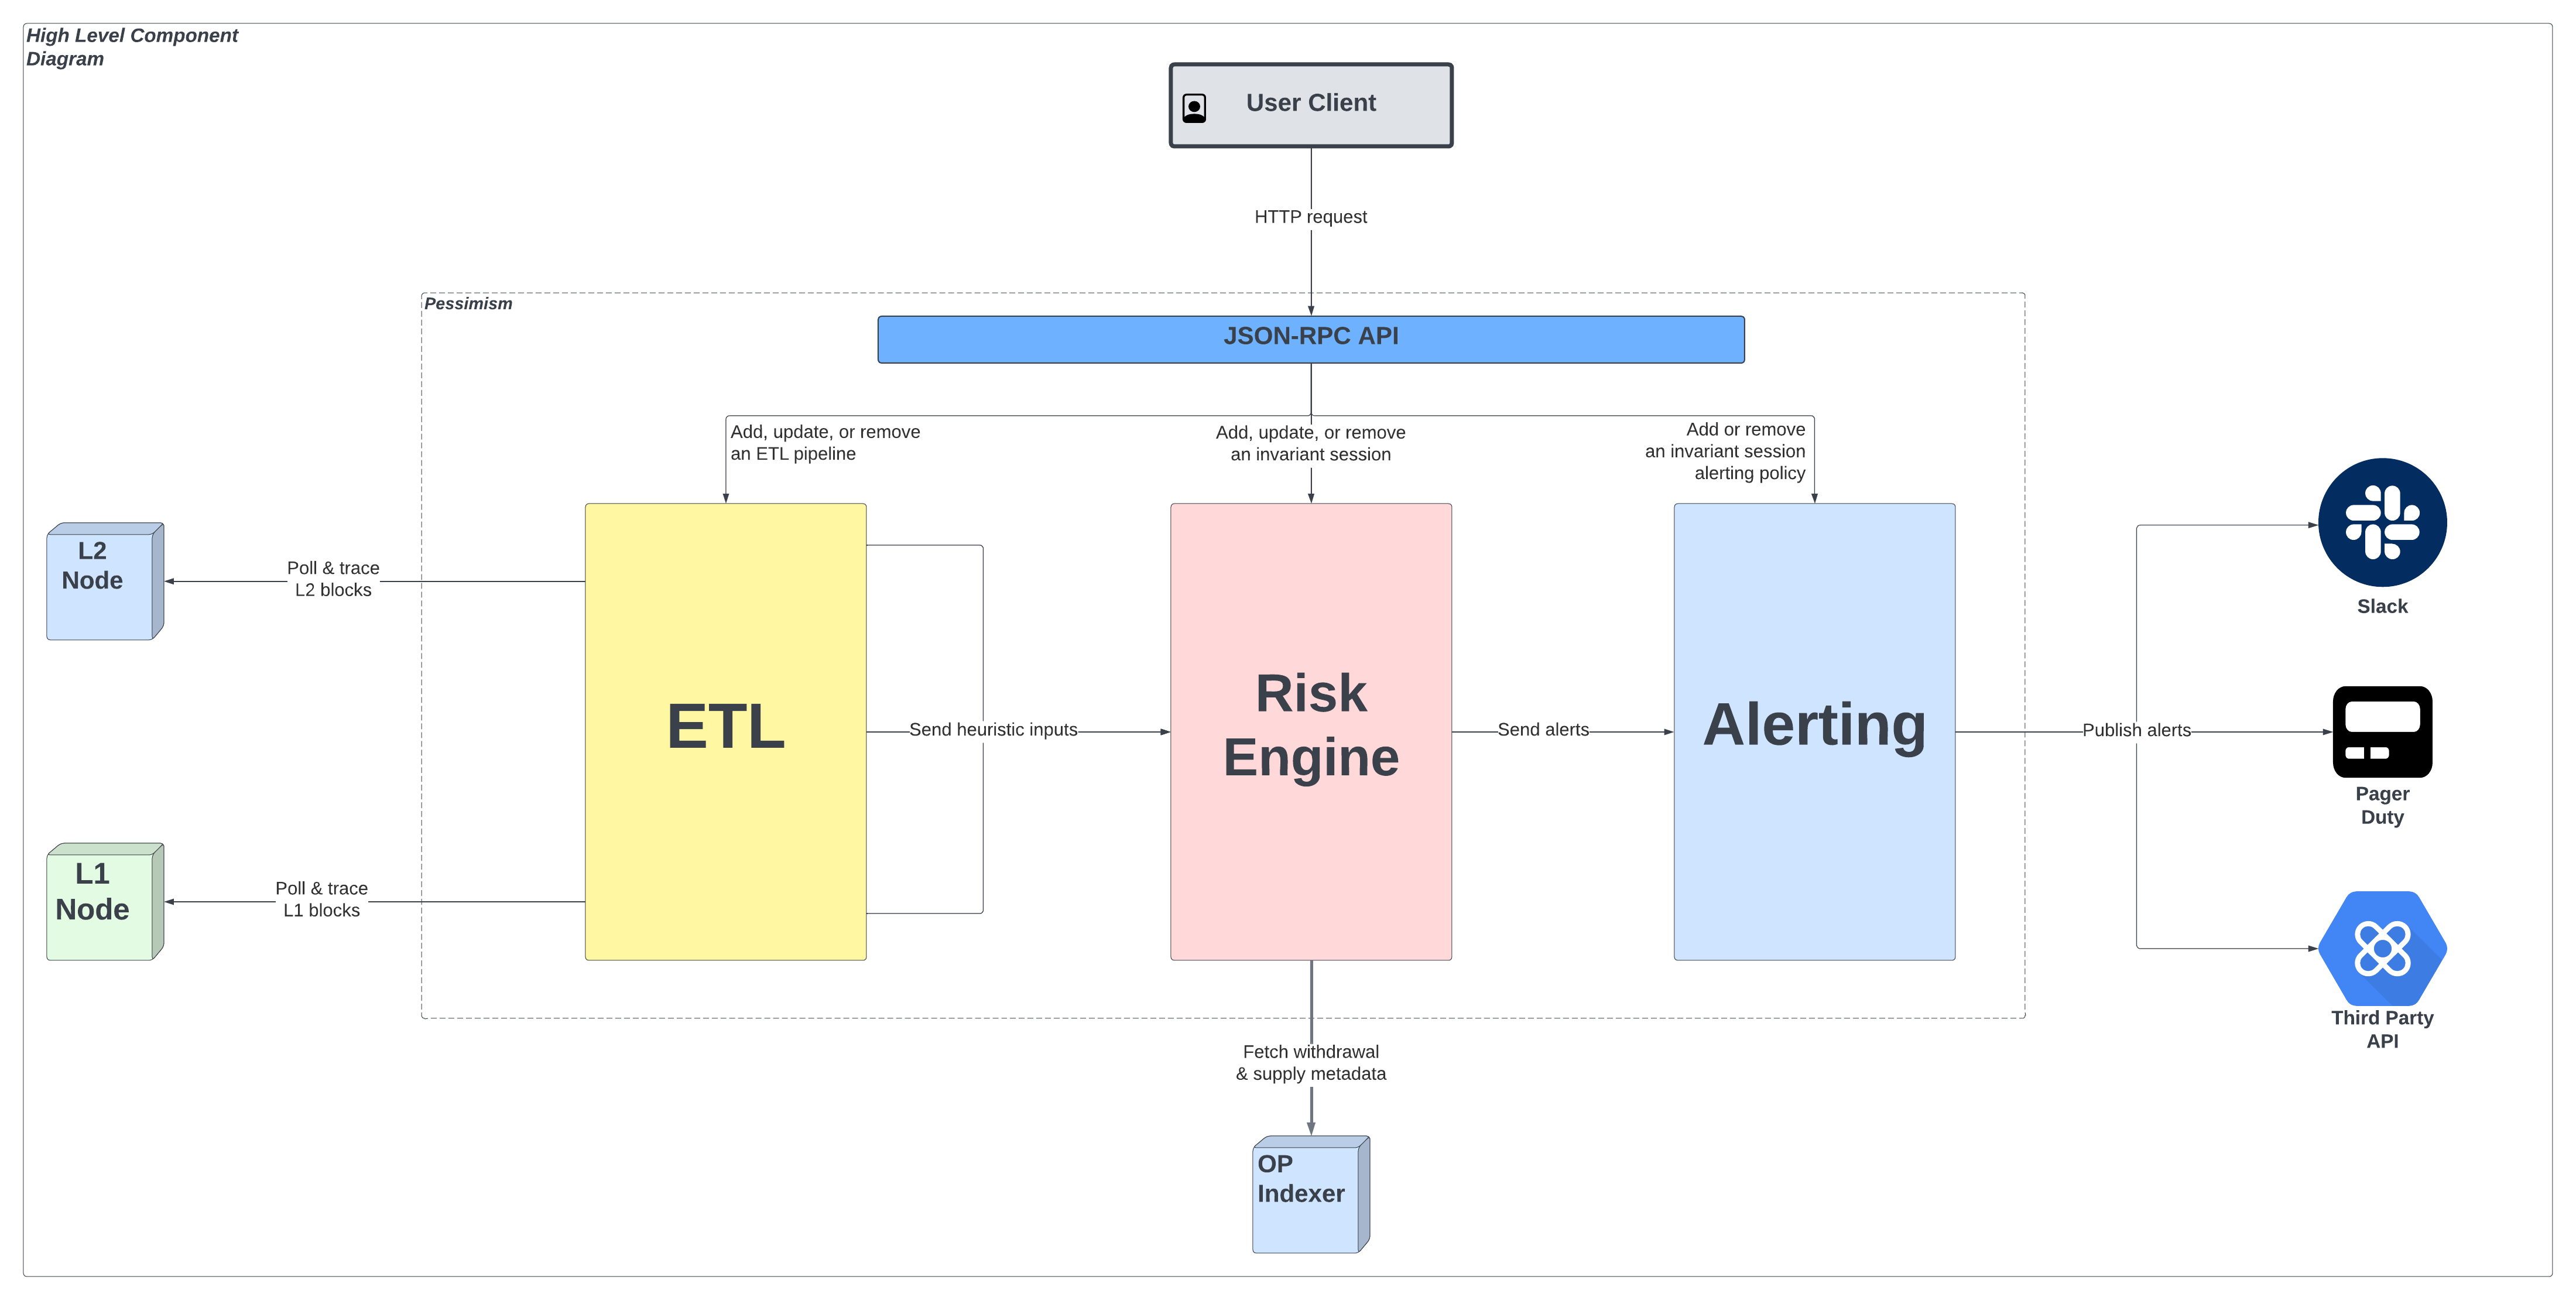 High Level Component
Diagram
User Client
HTTP request
Pessimism
JSON-RPC API
Add, update, or remove
an ETL pipeline
Add, update, or remove
an invariant session
Add or remove
an invariant session
alerting policy
L2
Node
Poll & trace
L2 blocks
ETL
Send heuristic inputs
Risk
Engine
Send alerts
Alerting
Publish alerts
Slack
Pager
Duty
L1
Node
Poll & trace
L1 blocks
Third Party
API
Fetch withdrawal
& supply metadata
OP
Indexer